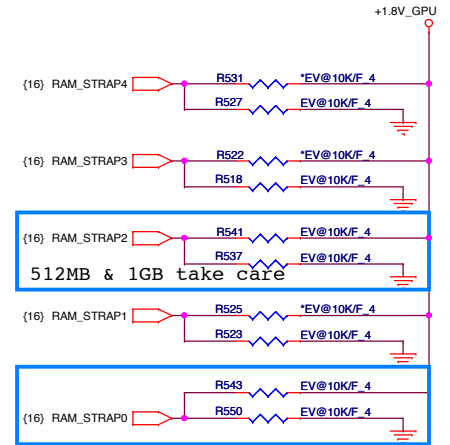 +1.8V_GPU
R531 *EV@10K/F_4
{16} RAM_STRAP4
R527 EV@10K/F_4
R522 *EV@10K/F_4
{16} RAM_STRAP3
R518 EV@10K/F_4
R541 EV@10K/F_4
{16} RAM_STRAP2
R537 EV@10K/F_4
512MB & 1GB take care
R525 *EV@10K/F_4
{16} RAM_STRAP1
R523 EV@10K/F_4
R543 EV@10K/F_4
{16} RAM_STRAP0
R550 EV@10K/F_4